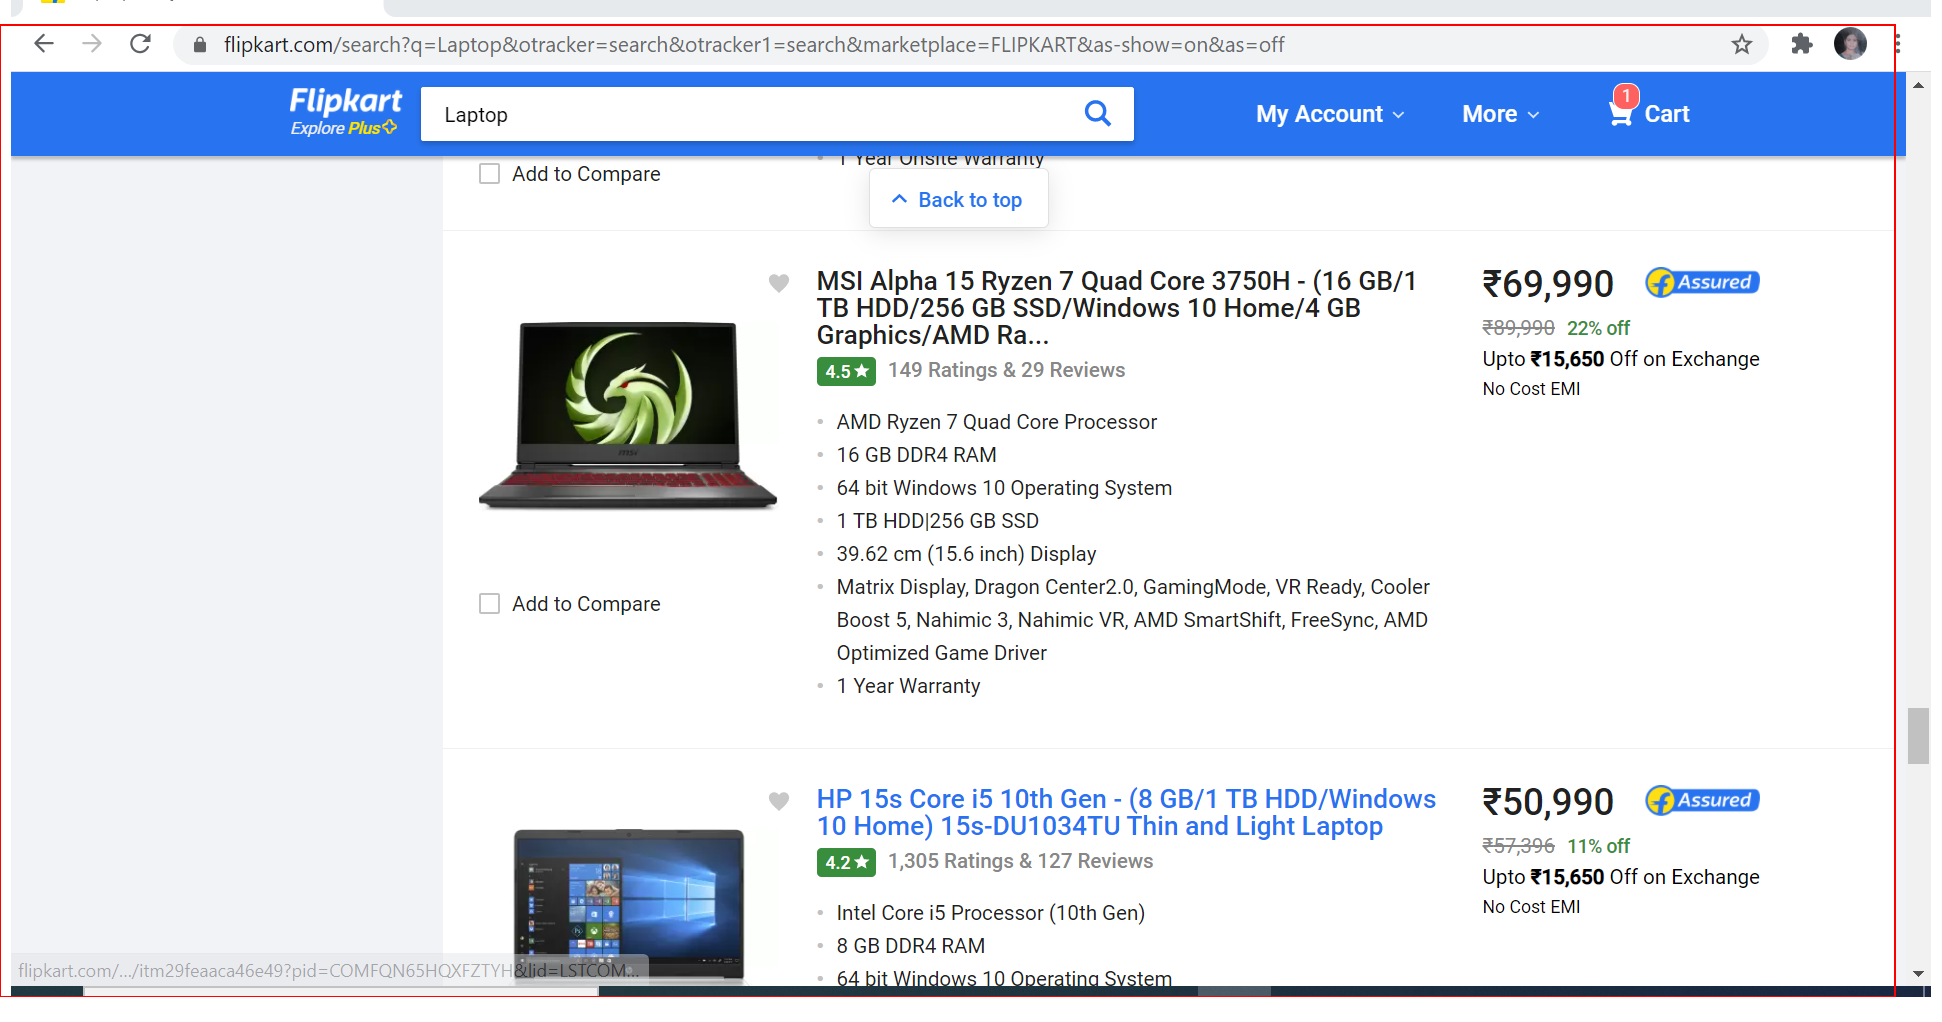 flipkart.com/search?q=Laptop&otracker=search&otracker1=search&marketplace=FLIPKART&as-show=on&as=off
Flipkart
Explore Plus
Laptop
My Account
More
1
Cart
Add to Compare
1 Year Onsite Warranty
Back to top
MSI Alpha 15 Ryzen 7 Quad Core 3750H - (16 GB/1
TB HDD/256 GB SSD/Windows 10 Home/4 GB
Graphics/AMD Ra...
4.5★ 149 Ratings & 29 Reviews
• AMD Ryzen 7 Quad Core Processor
• 16 GB DDR4 RAM
• 64 bit Windows 10 Operating System
• 1 TB HDD|256 GB SSD
• 39.62 cm (15.6 inch) Display
• Matrix Display, Dragon Center2.0, GamingMode, VR Ready, Cooler
Boost 5, Nahimic 3, Nahimic VR, AMD SmartShift, FreeSync, AMD
Optimized Game Driver
• 1 Year Warranty
₹69,990
Assured
₹89,990 22% off
Upto ₹15,650 Off on Exchange
No Cost EMI
msi
Add to Compare
HP 15s Core i5 10th Gen - (8 GB/1 TB HDD/Windows
10 Home) 15s-DU1034TU Thin and Light Laptop
4.2★ 1,305 Ratings & 127 Reviews
• Intel Core i5 Processor (10th Gen)
• 8 GB DDR4 RAM
• 64 bit Windows 10 Operating System
₹50,990
Assured
₹57,396 11% off
Upto ₹15,650 Off on Exchange
No Cost EMI
flipkart.com/.../itm29feaaca46e49?pid=COMFQN65HQXFZTYH&lid=LSTCOM...